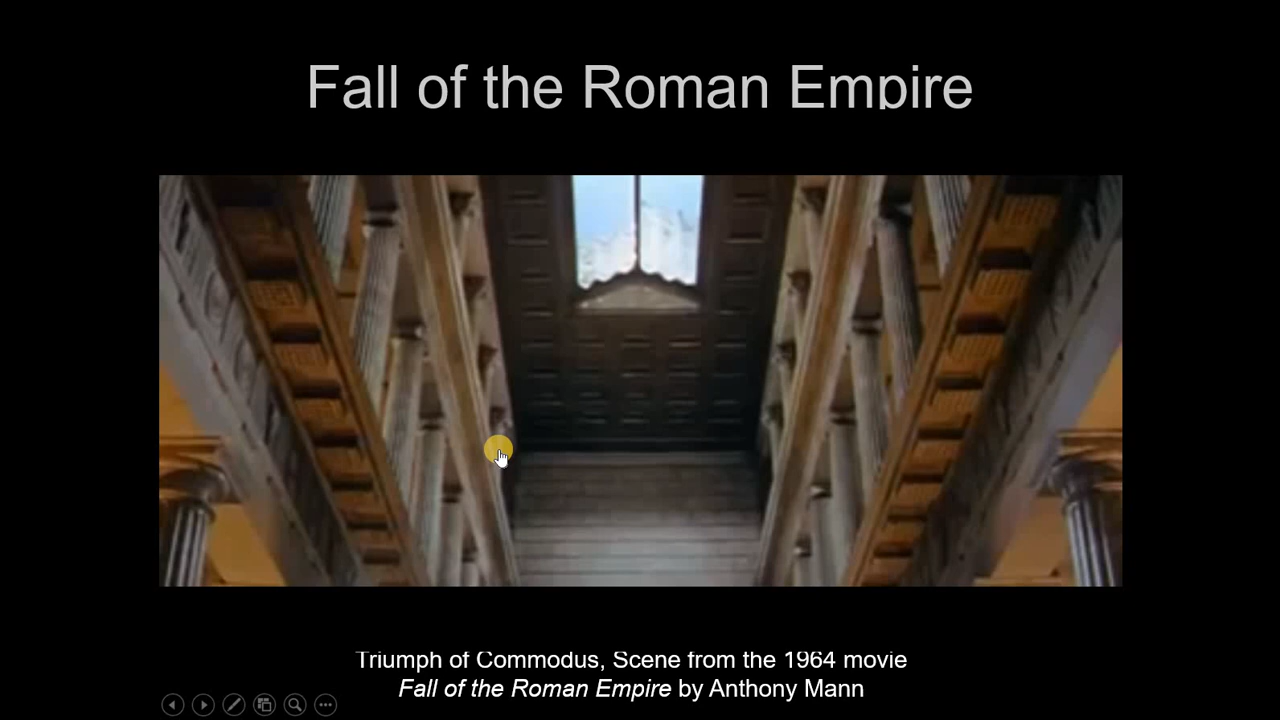 Fall of the Roman Empire
Triumph of Commodus, Scene from the 1964 movie
Fall of the Roman Empire by Anthony Mann